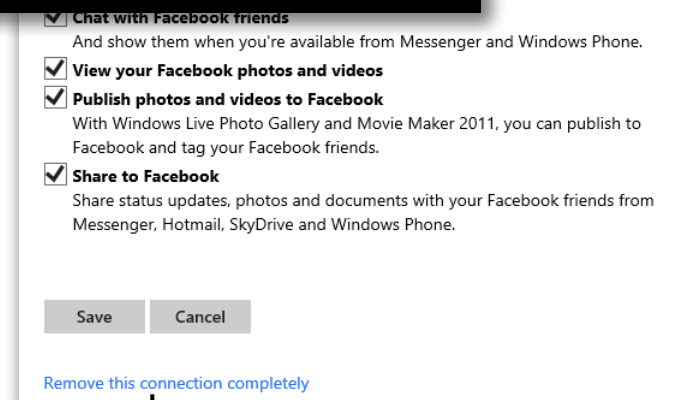 Chat with Facebook friends
And show them when you're available from Messenger and Windows Phone.
View your Facebook photos and videos
Publish photos and videos to Facebook
With Windows Live Photo Gallery and Movie Maker 2011, you can publish to
Facebook and tag your Facebook friends.
Share to Facebook
Share status updates, photos and documents with your Facebook friends from
Messenger, Hotmail, SkyDrive and Windows Phone.
Save Cancel
Remove this connection completely